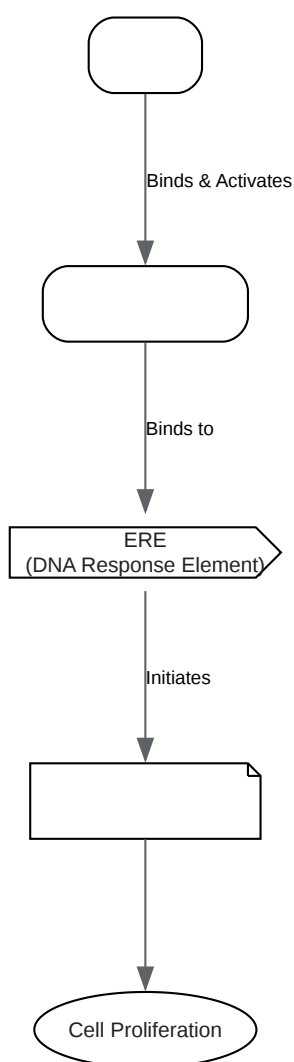 Binds & Activates
Binds to
ERE
(DNA Response Element)
Initiates
Cell Proliferation